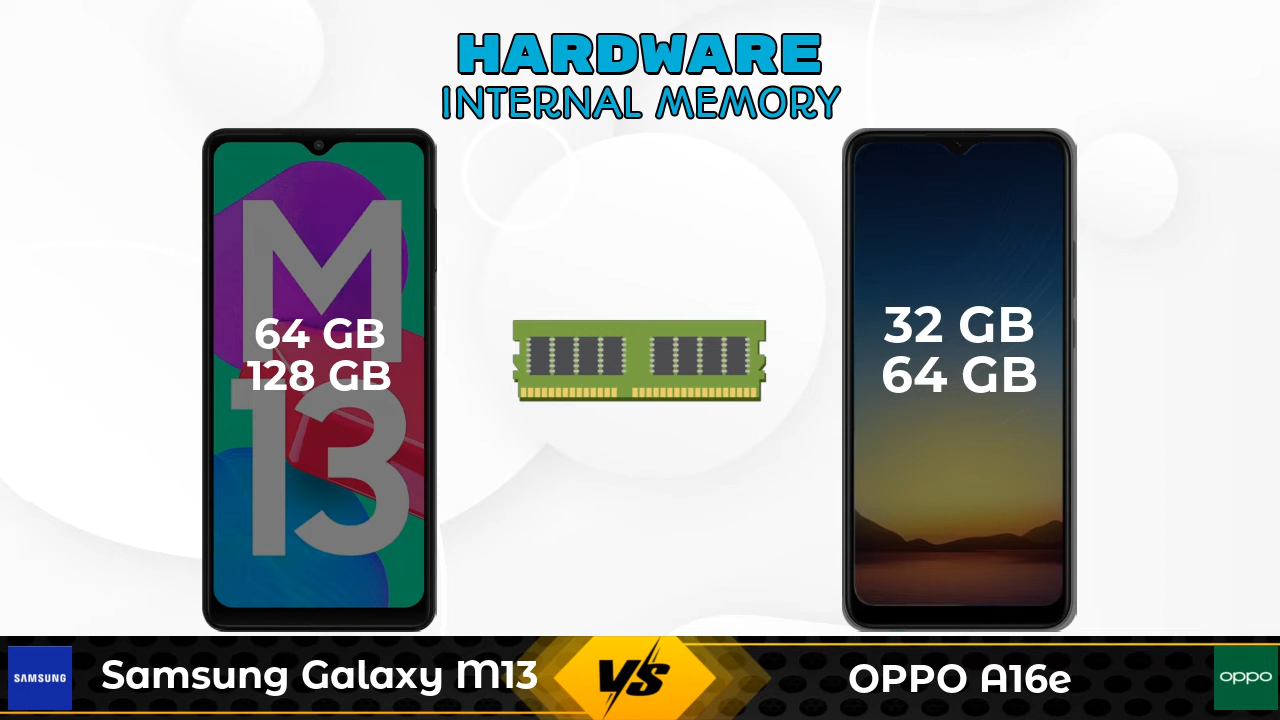 HARDWARE
INTERNAL MEMORY
M
13
64 GB
128 GB
32 GB
64 GB
SAMSUNG
Samsung Galaxy M13
VS
OPPO A16e
oppo